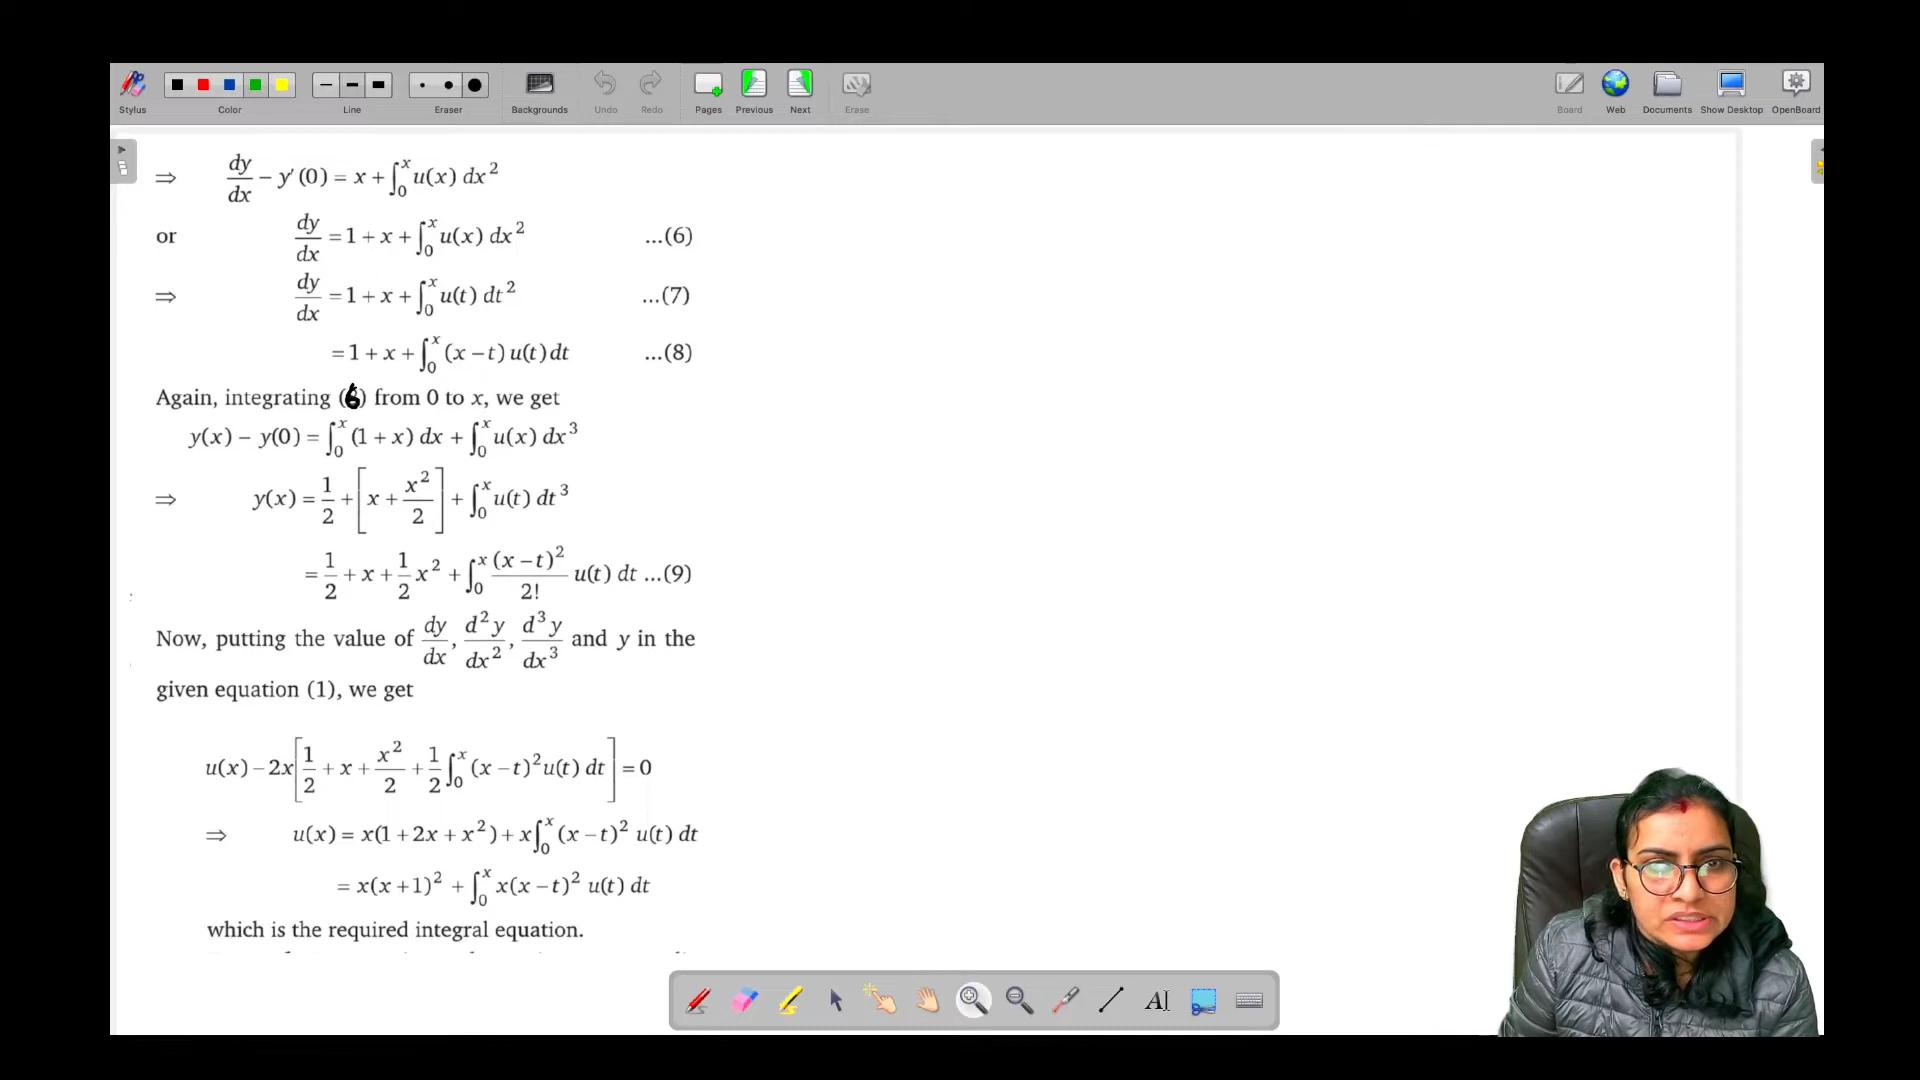 Stylus Color Line Eraser Backgrounds Undo Redo Pages Previous Next Erase Board Web Documents Show Desktop OpenBoard
⇒ dy/dx − y′(0) = x + ∫₀ˣ u(x) dx²
or dy/dx = 1 + x + ∫₀ˣ u(x) dx² ...(6)
⇒ dy/dx = 1 + x + ∫₀ˣ u(t) dt² ...(7)
= 1 + x + ∫₀ˣ (x − t) u(t) dt ...(8)
Again, integrating (6) from 0 to x, we get
y(x) − y(0) = ∫₀ˣ (1 + x) dx + ∫₀ˣ u(x) dx³
⇒ y(x) = 1/2 + [x + x²/2] + ∫₀ˣ u(t) dt³
= 1/2 + x + 1/2 x² + ∫₀ˣ (x − t)²/2! u(t) dt ...(9)
Now, putting the value of dy/dx, d²y/dx², d³y/dx³ and y in the
given equation (1), we get
u(x) − 2x[1/2 + x + x²/2 + 1/2 ∫₀ˣ (x − t)² u(t) dt] = 0
⇒ u(x) = x(1 + 2x + x²) + x∫₀ˣ (x − t)² u(t) dt
= x(x + 1)² + ∫₀ˣ x(x − t)² u(t) dt
which is the required integral equation.
AI